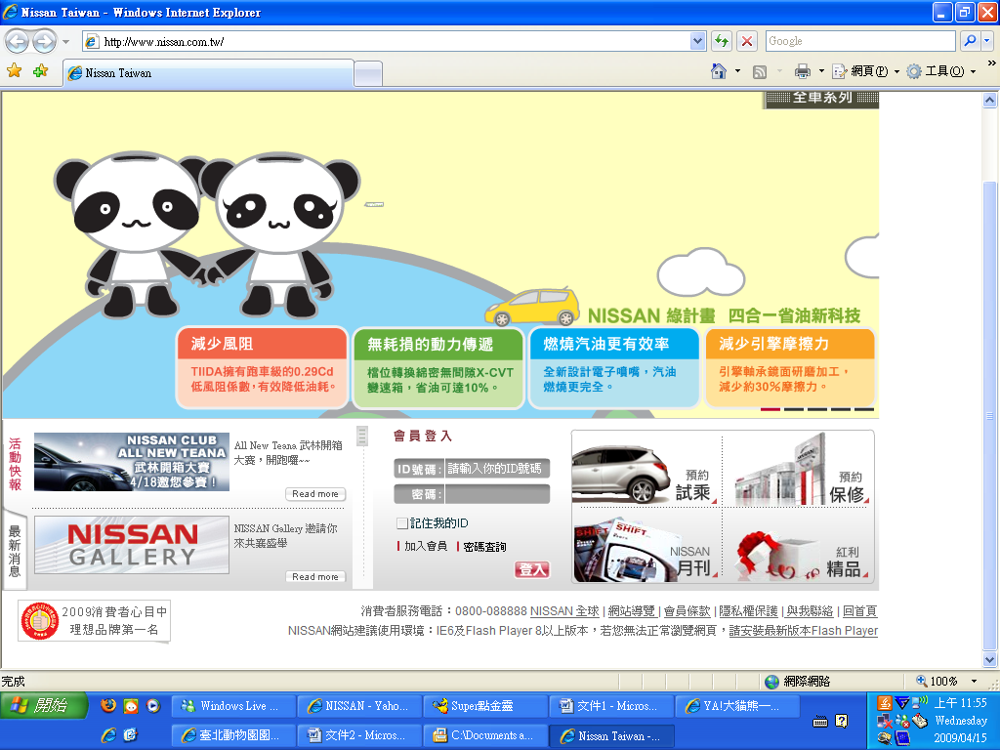 Nissan Taiwan - Windows Internet Explorer
http://www.nissan.com.tw/
Google
Nissan Taiwan
網頁(P)
工具(O)
全車系列
NISSAN 綠計畫 四合一省油新科技
減少風阻
TIIDA擁有跑車級的0.29Cd
低風阻係數，有效降低油耗。
無耗損的動力傳遞
檔位轉換綿密無間隙X-CVT
變速箱，省油可達10%。
燃燒汽油更有效率
全新設計電子噴嘴，汽油
燃燒更完全。
減少引擎摩擦力
引擎軸承鏡面研磨加工，
減少約30%摩擦力。
活動快報
NISSAN CLUB
ALL NEW TEANA
武林開箱大賽
4/18邀您參賽！
All New Teana 武林開箱
大賽，開跑囉~~
Read more
最新消息
NISSAN
GALLERY
NISSAN Gallery 邀請你
來共襄盛舉
Read more
會員登入
ID號碼： 請輸入你的ID號碼
密碼：
記住我的ID
加入會員 密碼查詢
登入
預約
試乘
預約
保修
SHIFT_
NISSAN
月刊
紅利
精品
2009消費者心目中
理想品牌第一名
消費者服務電話：0800-088888 NISSAN 全球 | 網站導覽 | 會員條款 | 隱私權保護 | 與我聯絡 | 回首頁
NISSAN網站建議使用環境：IE6及Flash Player 8以上版本，若您無法正常瀏覽網頁，請安裝最新版本Flash Player
完成
網際網路
100%
開始
Windows Live ...
NISSAN - Yaho...
Super點金靈
文件1 - Micros...
YA!大貓熊一...
臺北動物園園...
文件2 - Micros...
C:\Documents a...
Nissan Taiwan -...
上午 11:55
Wednesday
2009/04/15